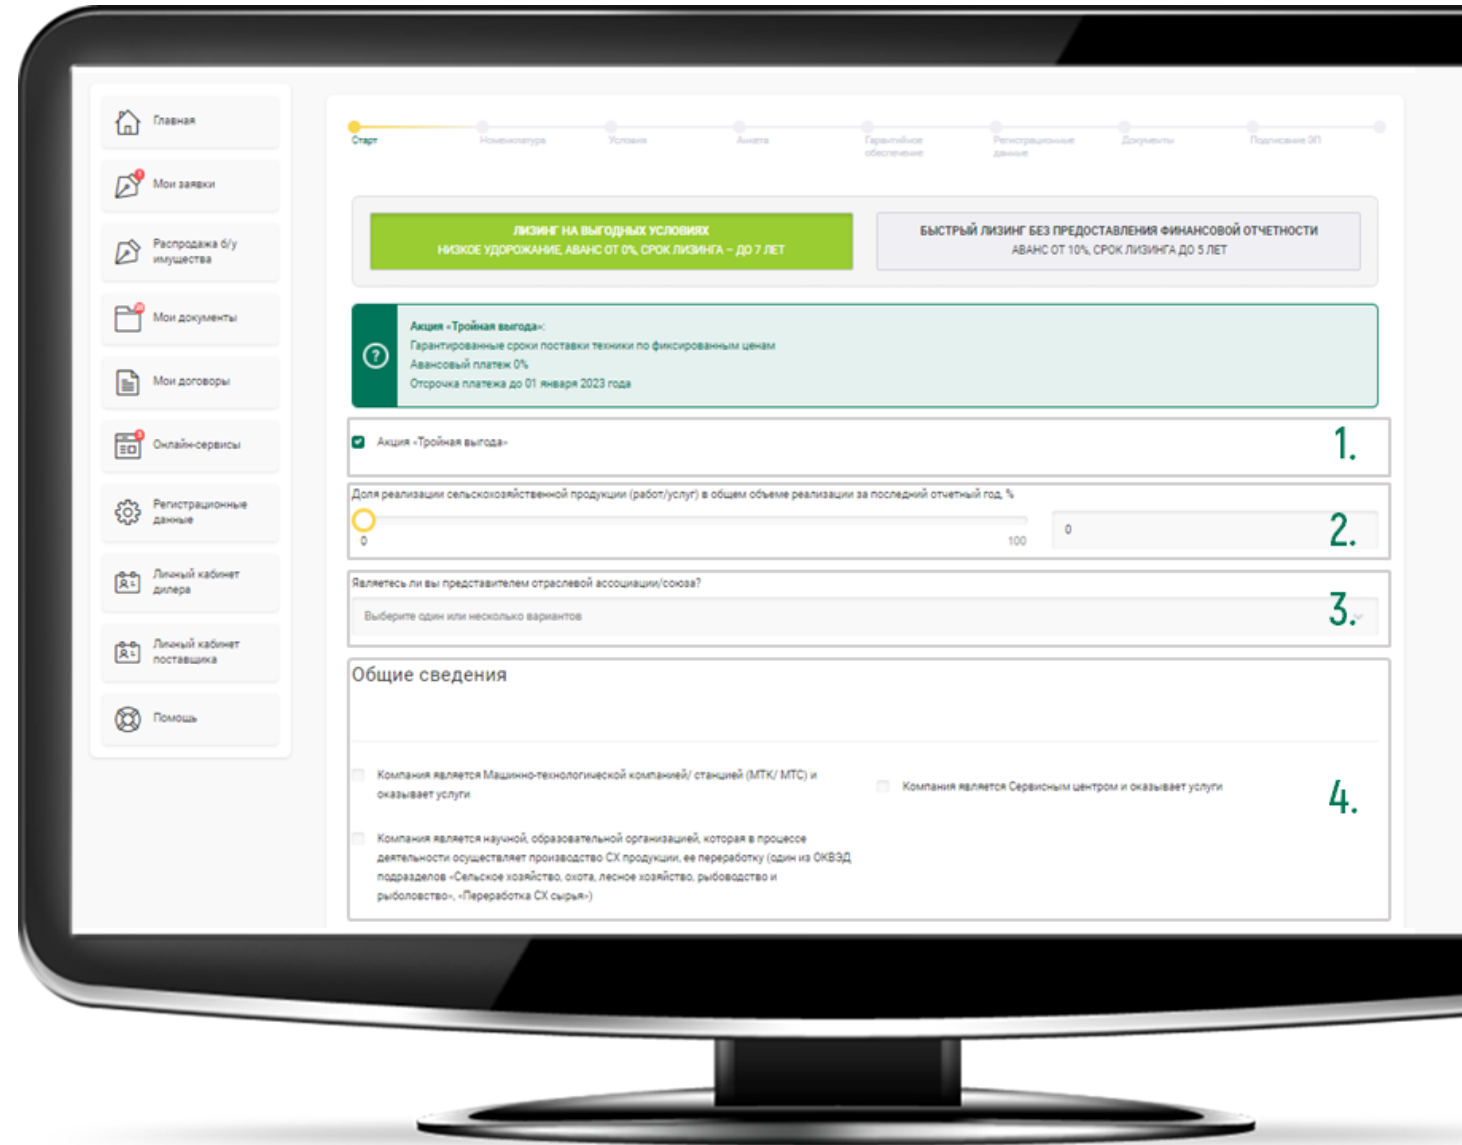 Главная
Мои заявки
Распродажа б/у
имущества
Мои документы
Мои договоры
Онлайн-сервисы
Регистрационные
данные
Личный кабинет
дилера
Личный кабинет
поставщика
Помощь
Старт
Номенклатура
Условия
Анкета
Гарантийное
обеспечение
Регистрационные
данные
Документы
Подписание ЭП
ЛИЗИНГ НА ВЫГОДНЫХ УСЛОВИЯХ
НИЗКОЕ УДОРОЖАНИЕ, АВАНС ОТ 0%, СРОК ЛИЗИНГА – ДО 7 ЛЕТ
БЫСТРЫЙ ЛИЗИНГ БЕЗ ПРЕДОСТАВЛЕНИЯ ФИНАНСОВОЙ ОТЧЕТНОСТИ
АВАНС ОТ 10%, СРОК ЛИЗИНГА ДО 5 ЛЕТ
Акция «Тройная выгода»:
Гарантированные сроки поставки техники по фиксированным ценам
Авансовый платеж 0%
Отсрочка платежа до 01 января 2023 года
Акция «Тройная выгода»
1.
Доля реализации сельскохозяйственной продукции (работ/услуг) в общем объеме реализации за последний отчетный год, %
0
100
0
2.
Являетесь ли вы представителем отраслевой ассоциации/союза?
Выберите один или несколько вариантов
3.
Общие сведения
Компания является Машинно-технологической компанией/ станцией (МТК/ МТС) и
оказывает услуги
Компания является Сервисным центром и оказывает услуги
4.
Компания является научной, образовательной организацией, которая в процессе
деятельности осуществляет производство СХ продукции, ее переработку (один из ОКВЭД
подразделов «Сельское хозяйство, охота, лесное хозяйство, рыбоводство и
рыболовство», «Переработка СХ сырья»)